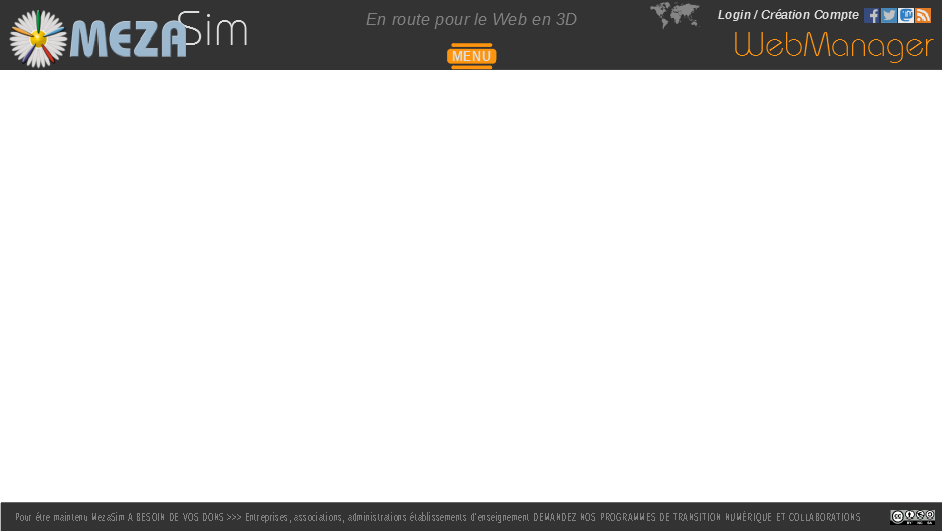 MEZASim
En route pour le Web en 3D
MENU
Login / Création Compte
WebManager
Pour être maintenu MezaSim A BESOIN DE VOS DONS >>> Entreprises, associations, administrations établissements d'enseignement DEMANDEZ NOS PROGRAMMES DE TRANSITION NUMÉRIQUE ET COLLABORATIONS